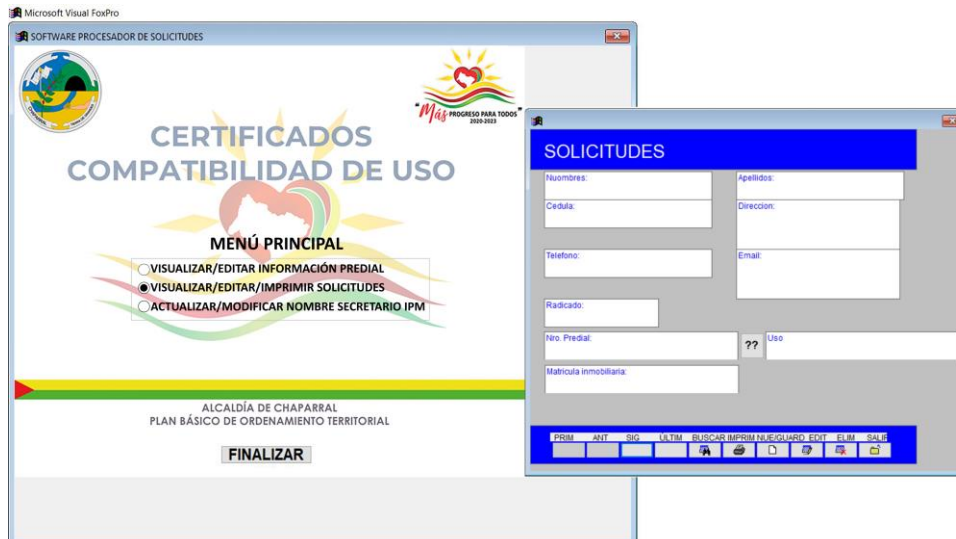 Microsoft Visual FoxPro
SOFTWARE PROCESADOR DE SOLICITUDES
"Más PROGRESO PARA TODOS"
2020-2023
CERTIFICADOS
COMPATIBILIDAD DE USO
MENÚ PRINCIPAL
VISUALIZAR/EDITAR INFORMACIÓN PREDIAL
VISUALIZAR/EDITAR/IMPRIMIR SOLICITUDES
ACTUALIZAR/MODIFICAR NOMBRE SECRETARIO IPM
ALCALDÍA DE CHAPARRAL
PLAN BÁSICO DE ORDENAMIENTO TERRITORIAL
FINALIZAR
SOLICITUDES
Nuombres: Apellidos:
Cedula: Direccion:
Telefono: Email:
Radicado:
Nro. Predial: ?? Uso
Matricula inmobiliaria:
PRIM ANT SIG ÚLTIM BUSCAR IMPRIM NUE/GUARD EDIT ELIM SALIR